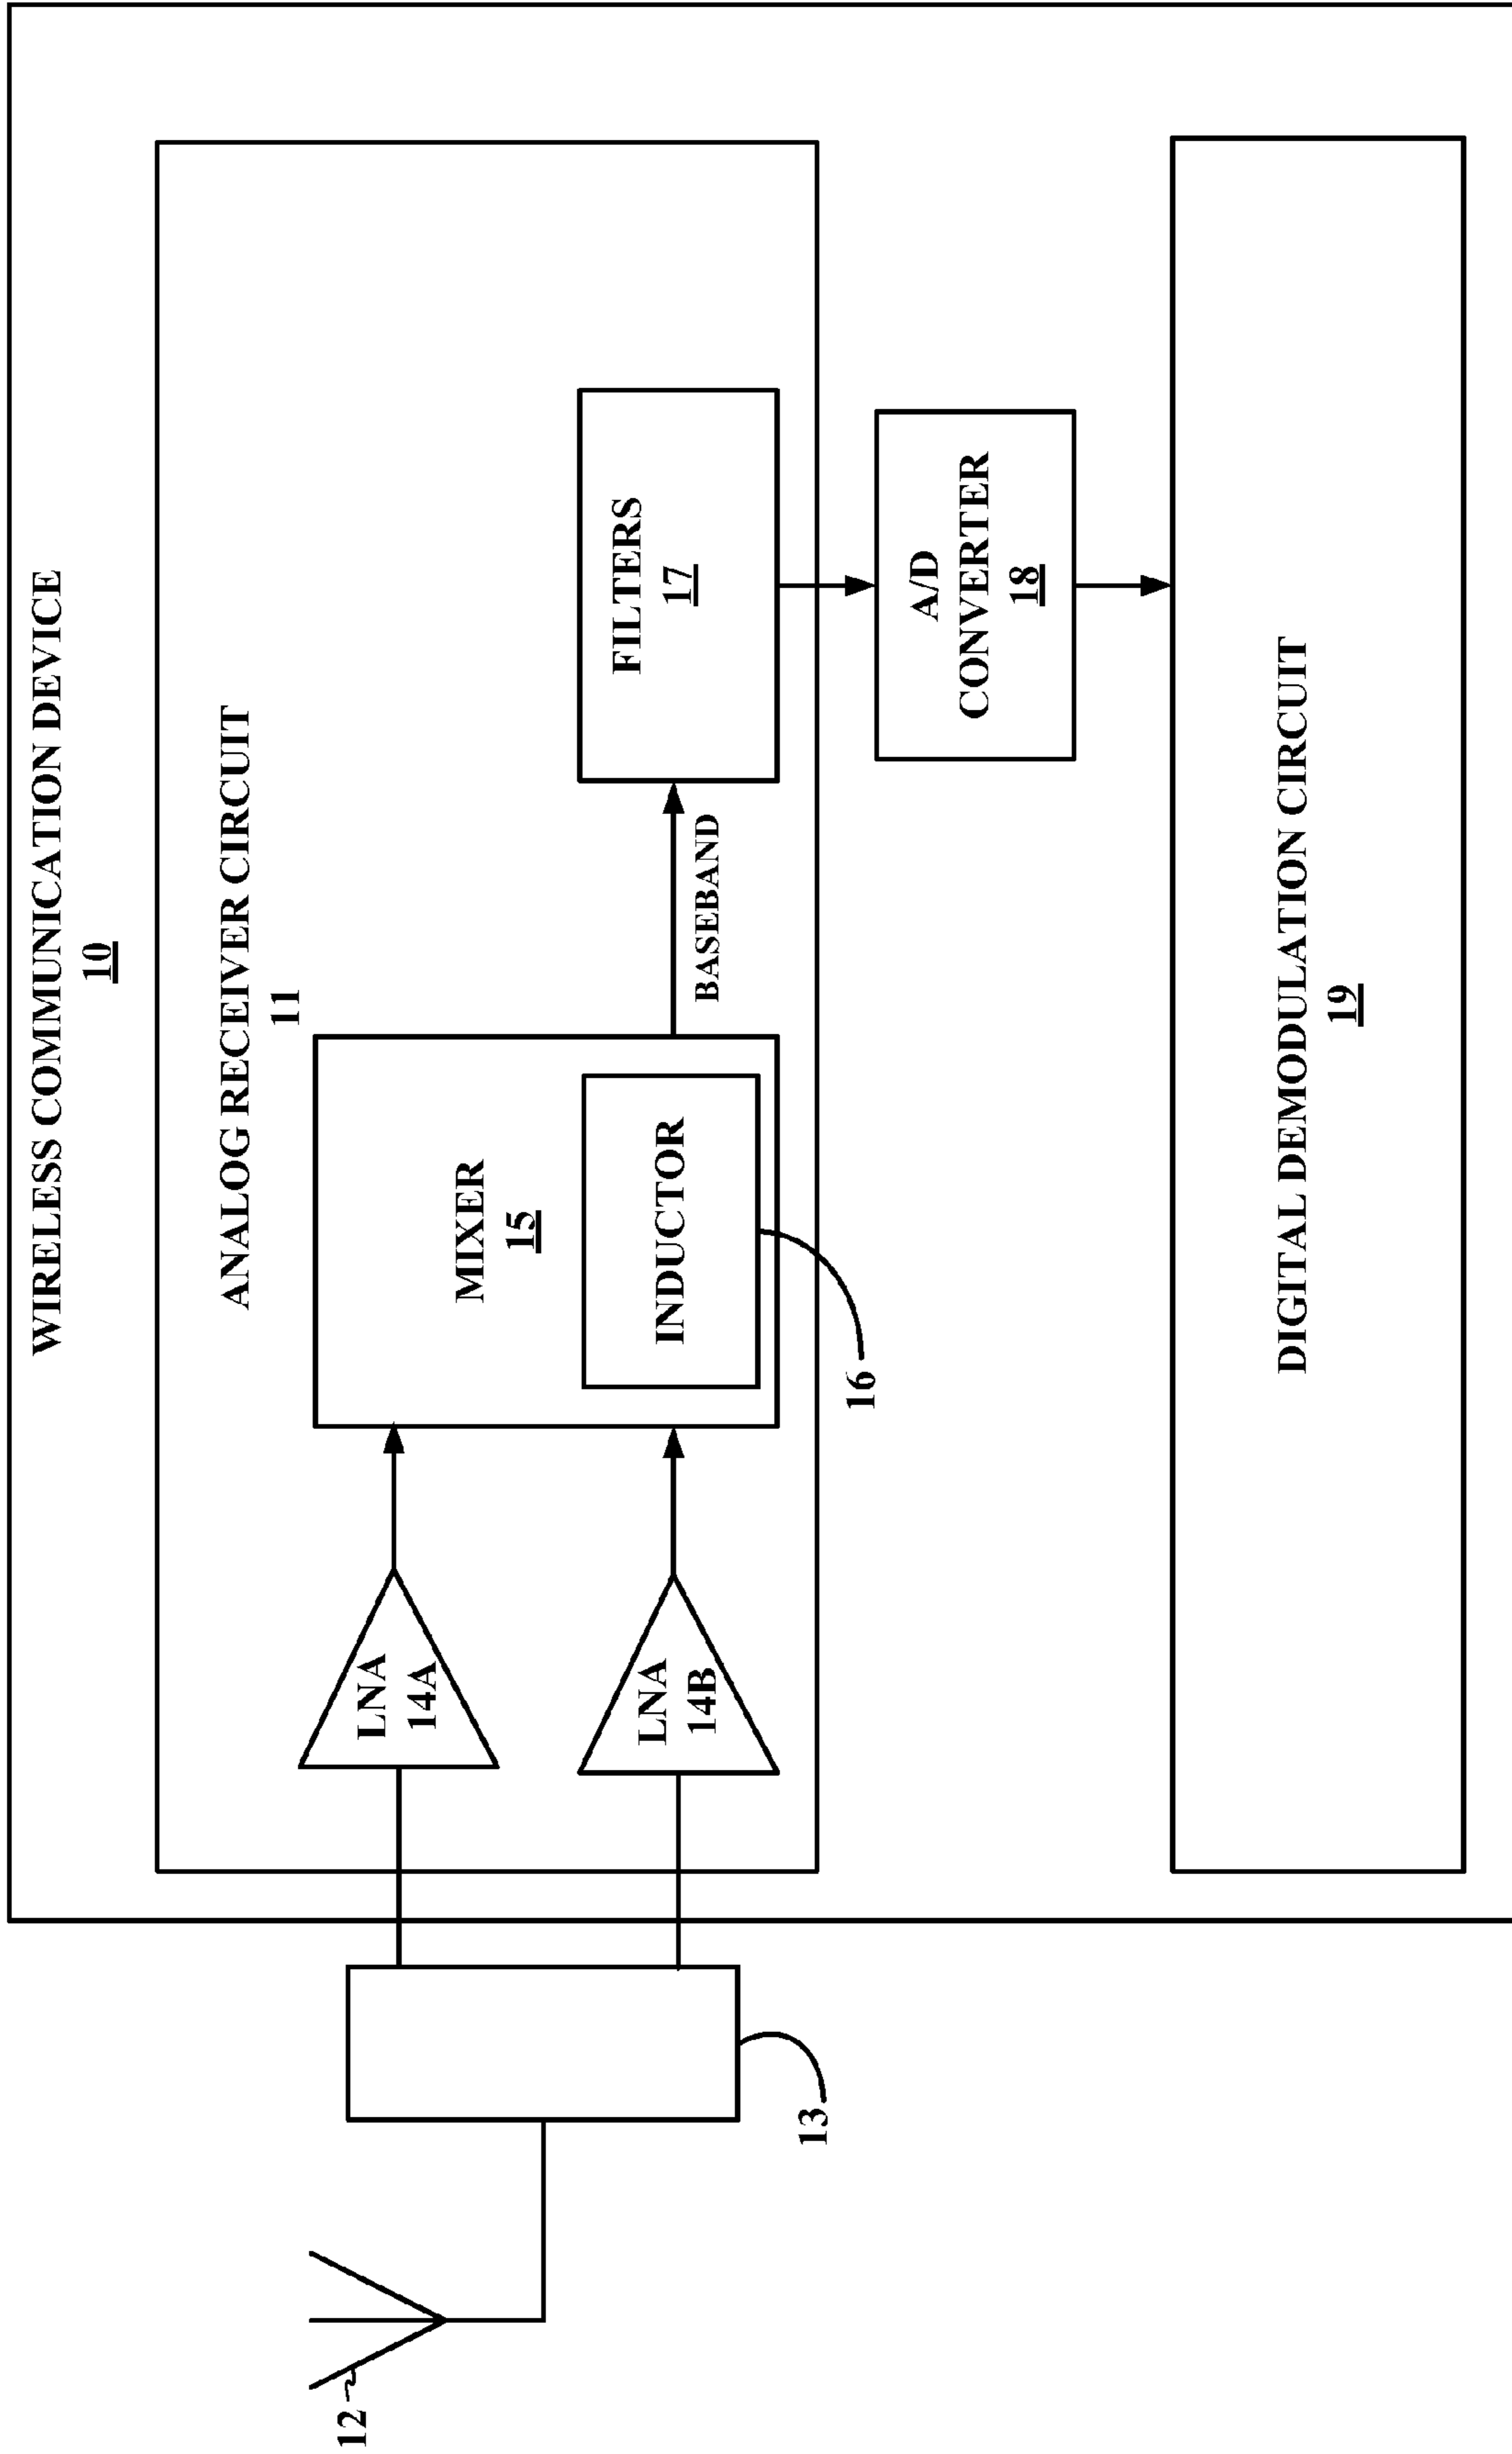 WIRELESS COMMUNICATION DEVICE
10
ANALOG RECEIVER CIRCUIT
11
12
13
LNA
14A
LNA
14B
MIXER
15
INDUCTOR
16
BASEBAND
FILTERS
17
A/D
CONVERTER
18
DIGITAL DEMODULATION CIRCUIT
19